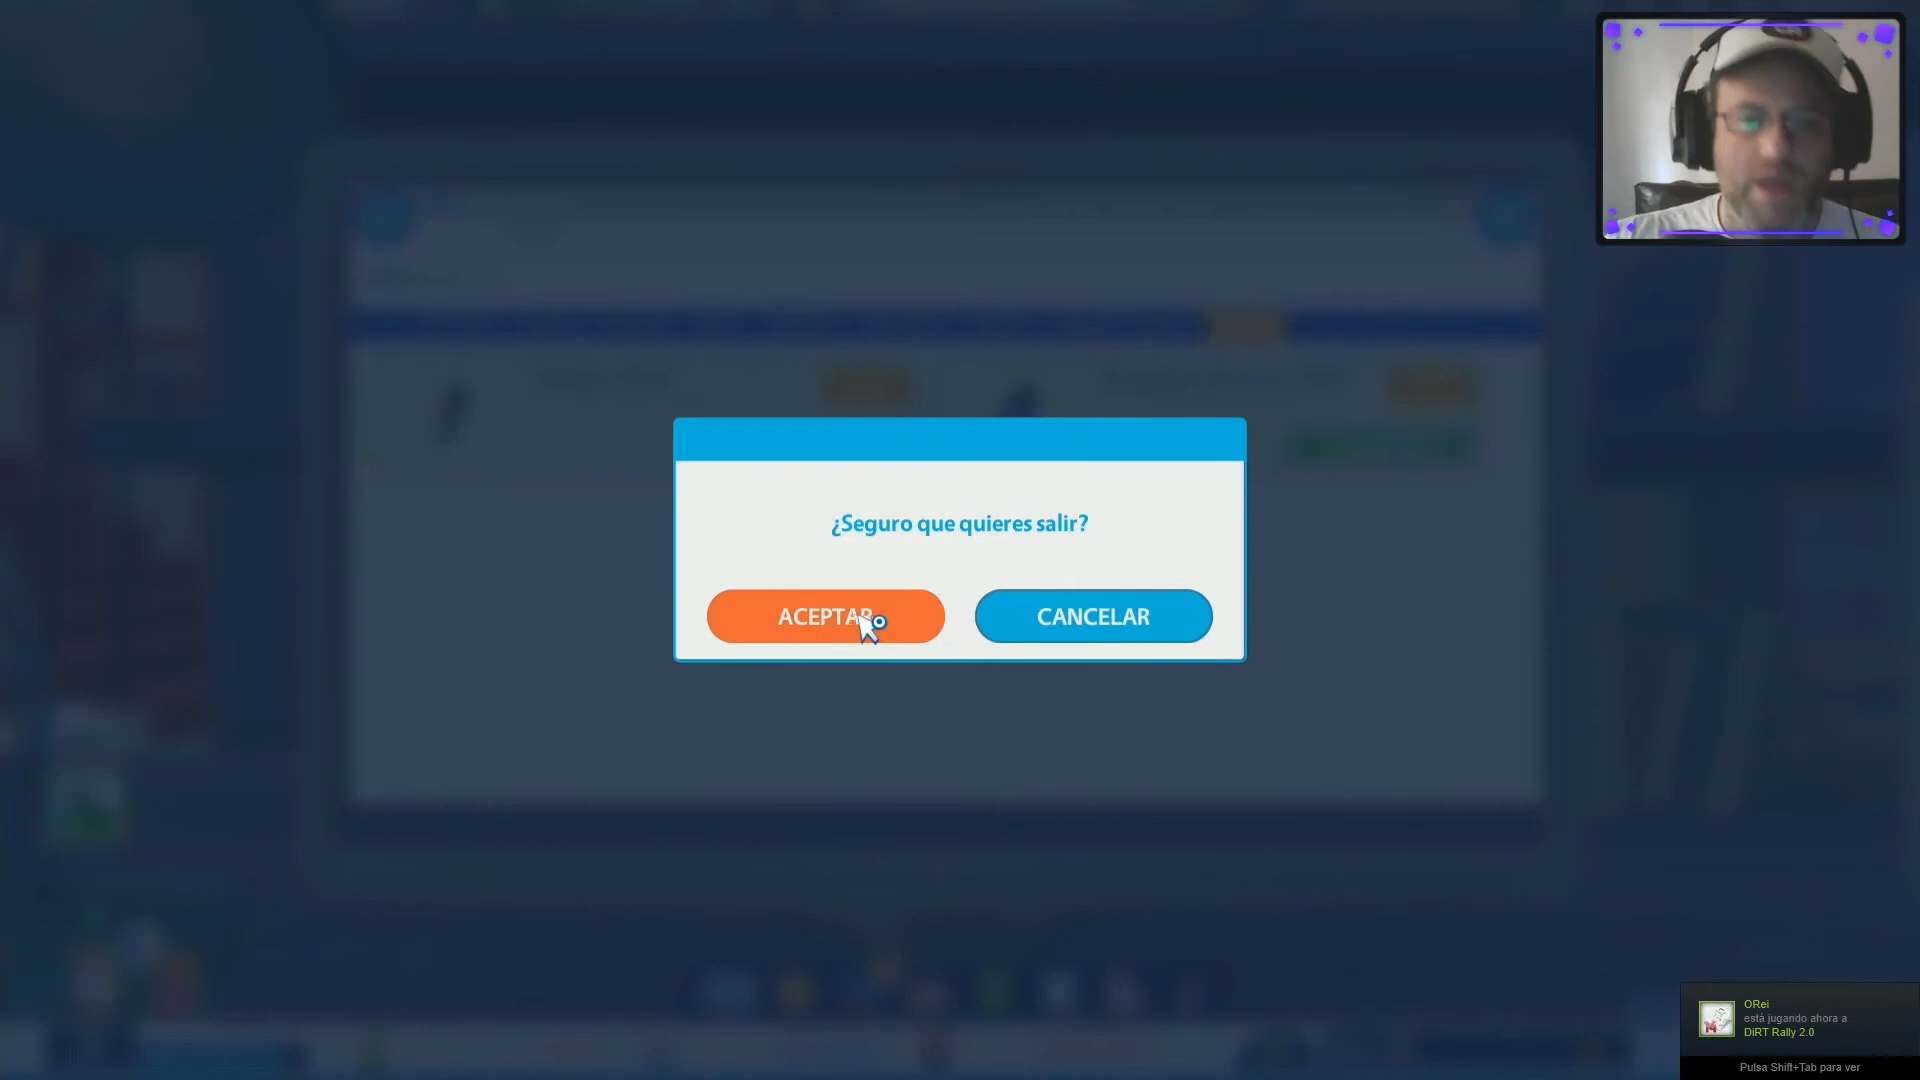 ¿Seguro que quieres salir?
ACEPTAR
CANCELAR
ORei
está jugando ahora a
DiRT Rally 2.0
Pulsa Shift+Tab para ver